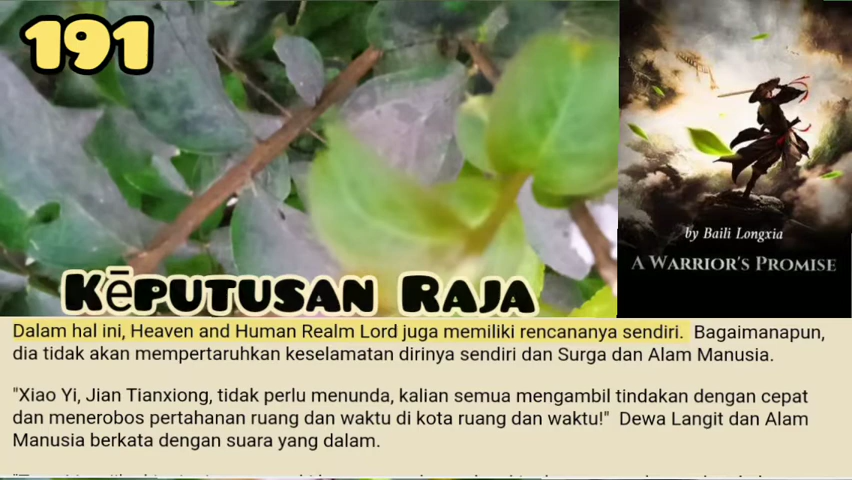 191
by Baili Longxia
A WARRIOR'S PROMISE
KēPUTUSAN RAJA
Dalam hal ini, Heaven and Human Realm Lord juga memiliki rencananya sendiri. Bagaimanapun,
dia tidak akan mempertaruhkan keselamatan dirinya sendiri dan Surga dan Alam Manusia.
"Xiao Yi, Jian Tianxiong, tidak perlu menunda, kalian semua mengambil tindakan dengan cepat
dan menerobos pertahanan ruang dan waktu di kota ruang dan waktu!" Dewa Langit dan Alam
Manusia berkata dengan suara yang dalam.